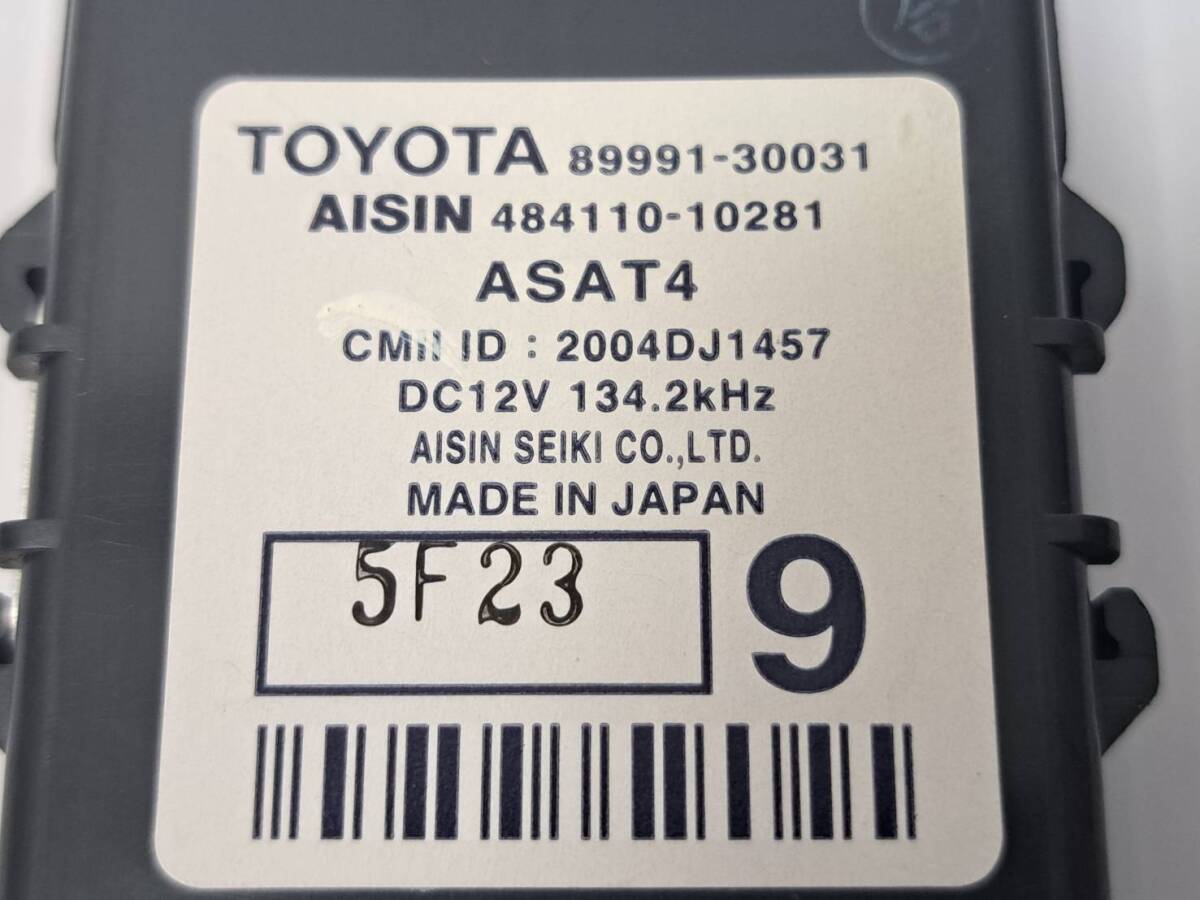 TOYOTA 89991-30031
AISIN 484110-10281
ASAT4
CMII ID : 2004DJ1457
DC12V 134.2kHz
AISIN SEIKI CO.,LTD.
MADE IN JAPAN
5F23
9